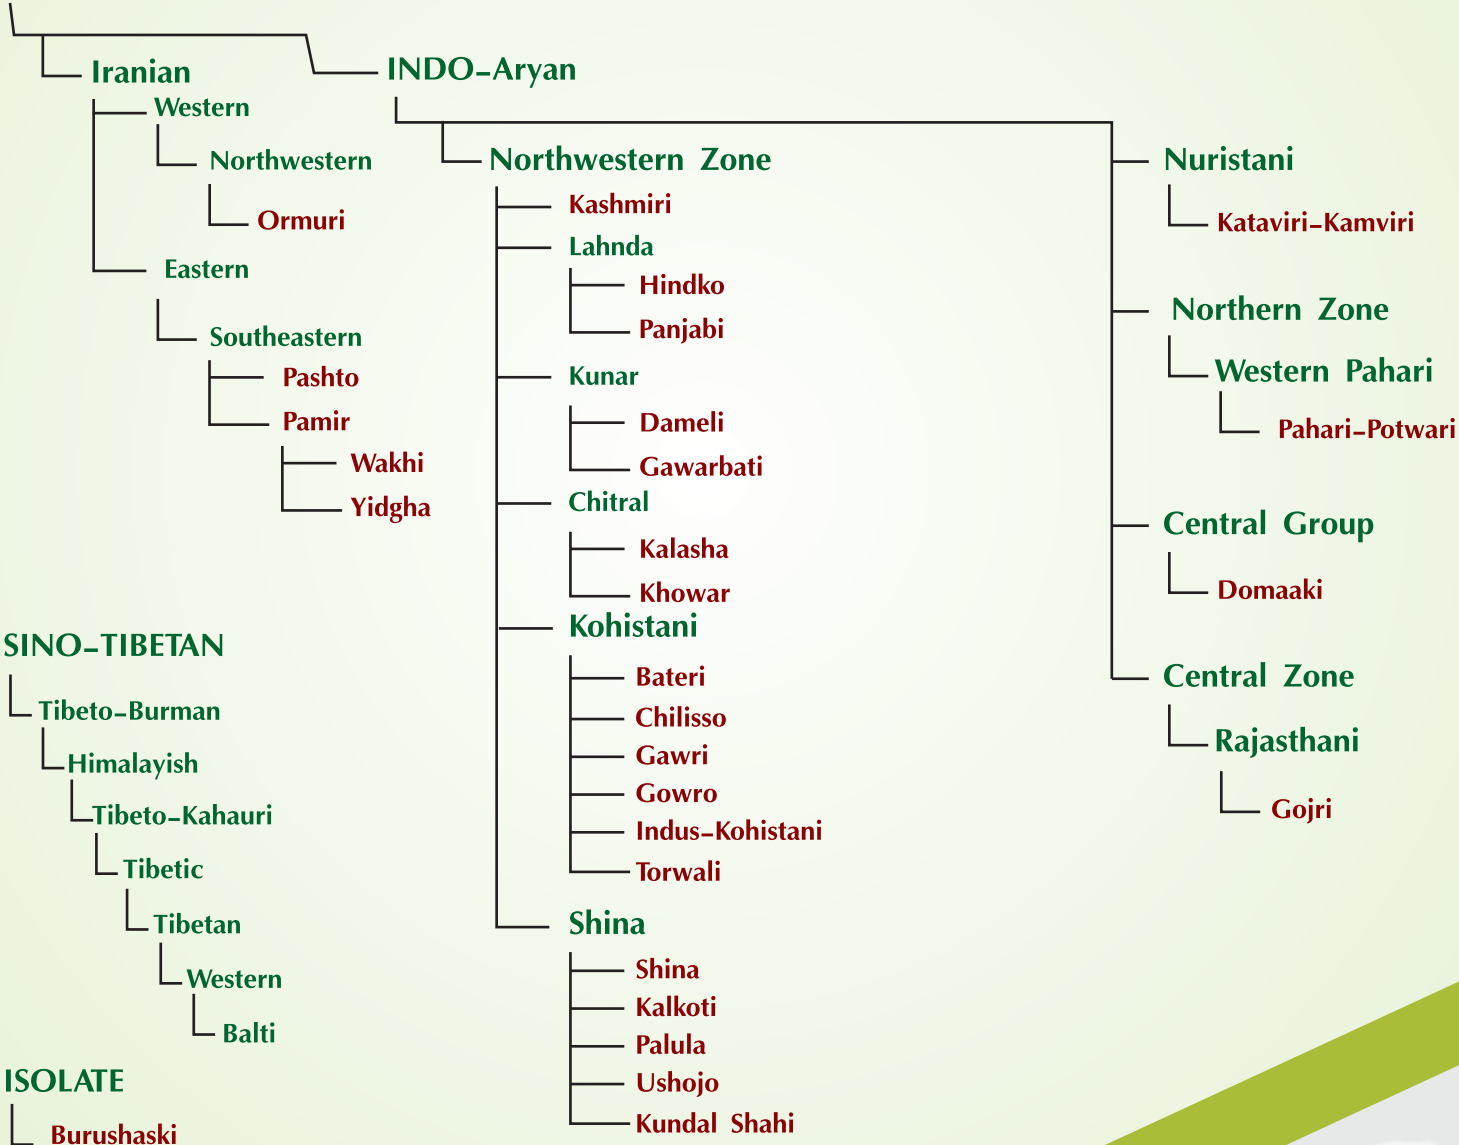 Iranian
Western
Northwestern
Ormuri
Eastern
Southeastern
Pashto
Pamir
Wakhi
Yidgha
INDO-Aryan
Northwestern Zone
Kashmiri
Lahnda
Hindko
Panjabi
Kunar
Dameli
Gawarbati
Chitral
Kalasha
Khowar
Kohistani
Bateri
Chilisso
Gawri
Gowro
Indus-Kohistani
Torwali
Shina
Shina
Kalkoti
Palula
Ushojo
Kundal Shahi
Nuristani
Kataviri-Kamviri
Northern Zone
Western Pahari
Pahari-Potwari
Central Group
Domaaki
Central Zone
Rajasthani
Gojri
SINO-TIBETAN
Tibeto-Burman
Himalayish
Tibeto-Kahauri
Tibetic
Tibetan
Western
Balti
ISOLATE
Burushaski